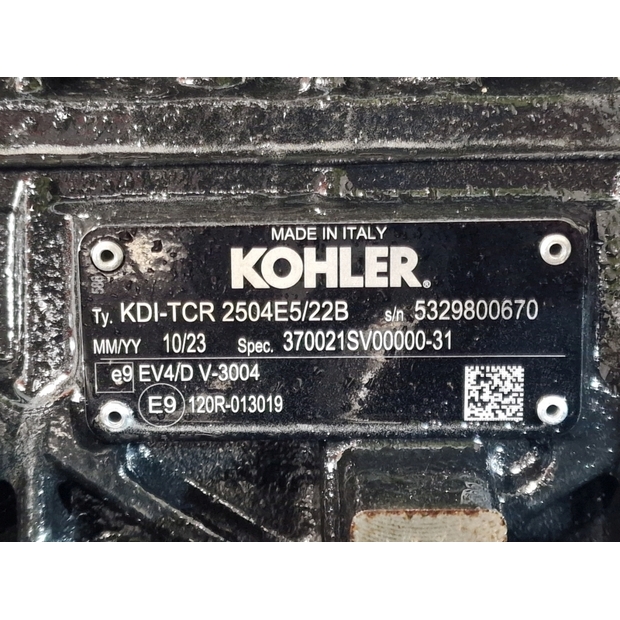 MADE IN ITALY
KOHLER®
Ty. KDI-TCR 2504E5/22B s/n 5329800670
MM/YY 10/23 Spec. 370021SV00000-31
e9 EV4/D V-3004
E9 120R-013019